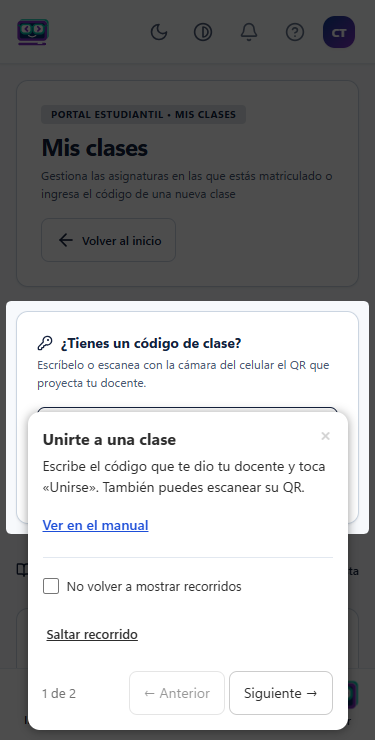 CT
PORTAL ESTUDIANTIL • MIS CLASES
Mis clases
Gestiona las asignaturas en las que estás matriculado o
ingresa el código de una nueva clase
← Volver al inicio
¿Tienes un código de clase?
Escríbelo o escanea con la cámara del celular el QR que
proyecta tu docente.
Unirte a una clase
×
Escribe el código que te dio tu docente y toca
«Unirse». También puedes escanear su QR.
Ver en el manual
No volver a mostrar recorridos
Saltar recorrido
1 de 2
← Anterior
Siguiente →